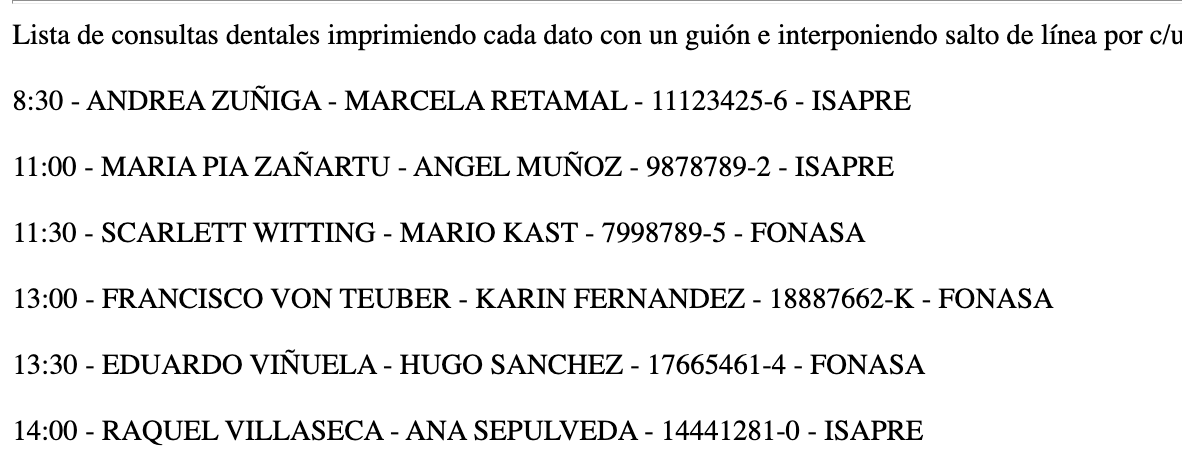 Lista de consultas dentales imprimiendo cada dato con un guión e interponiendo salto de línea por c/u
8:30 - ANDREA ZUÑIGA - MARCELA RETAMAL - 11123425-6 - ISAPRE
11:00 - MARIA PIA ZAÑARTU - ANGEL MUÑOZ - 9878789-2 - ISAPRE
11:30 - SCARLETT WITTING - MARIO KAST - 7998789-5 - FONASA
13:00 - FRANCISCO VON TEUBER - KARIN FERNANDEZ - 18887662-K - FONASA
13:30 - EDUARDO VIÑUELA - HUGO SANCHEZ - 17665461-4 - FONASA
14:00 - RAQUEL VILLASECA - ANA SEPULVEDA - 14441281-0 - ISAPRE